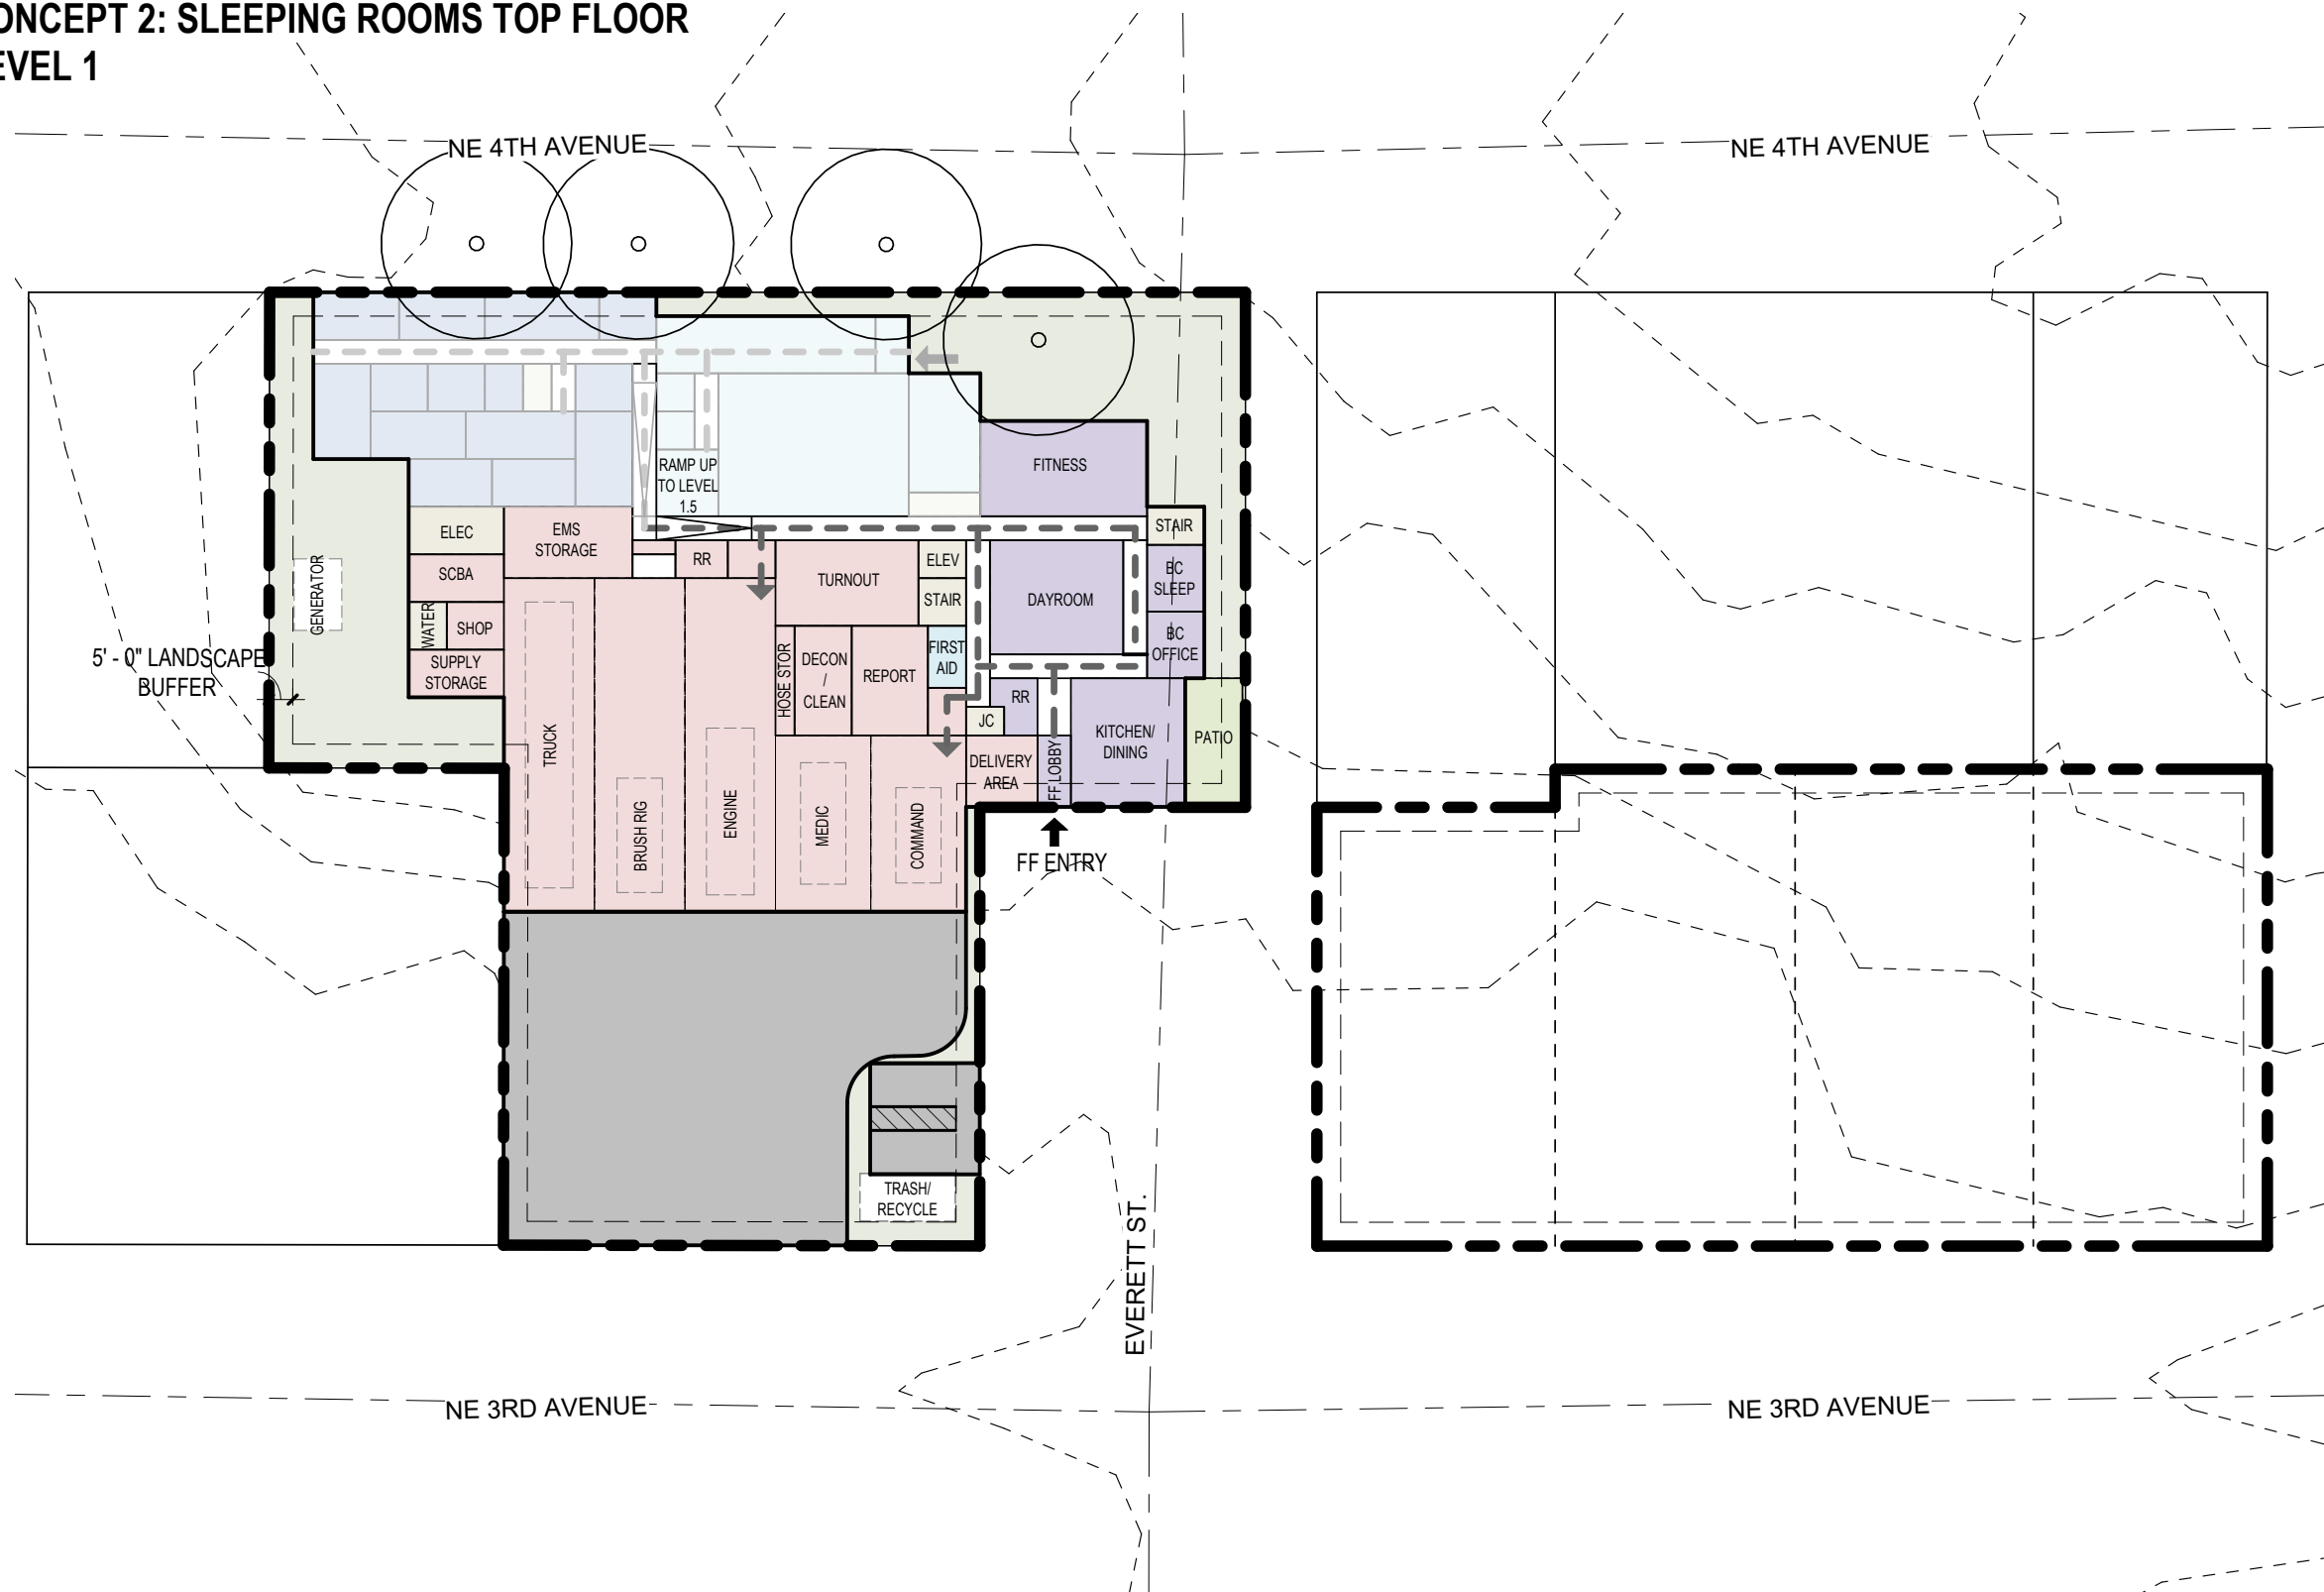 ONCEPT 2: SLEEPING ROOMS TOP FLOOR
EVEL 1
NE 4TH AVENUE
NE 4TH AVENUE
RAMP UP
TO LEVEL
1.5
FITNESS
ELEC
EMS
STORAGE
STAIR
SCBA
RR
TURNOUT
ELEV
DAYROOM
BC
SLEEP
GENERATOR
WATER
SHOP
STAIR
SUPPLY
STORAGE
HOSE STOR
DECON
/
CLEAN
REPORT
FIRST
AID
BC
OFFICE
5' - 0" LANDSCAPE
BUFFER
RR
JC
TRUCK
BRUSH RIG
ENGINE
MEDIC
COMMAND
DELIVERY
AREA
FF LOBBY
KITCHEN/
DINING
PATIO
FF ENTRY
TRASH/
RECYCLE
EVERETT ST.
NE 3RD AVENUE
NE 3RD AVENUE